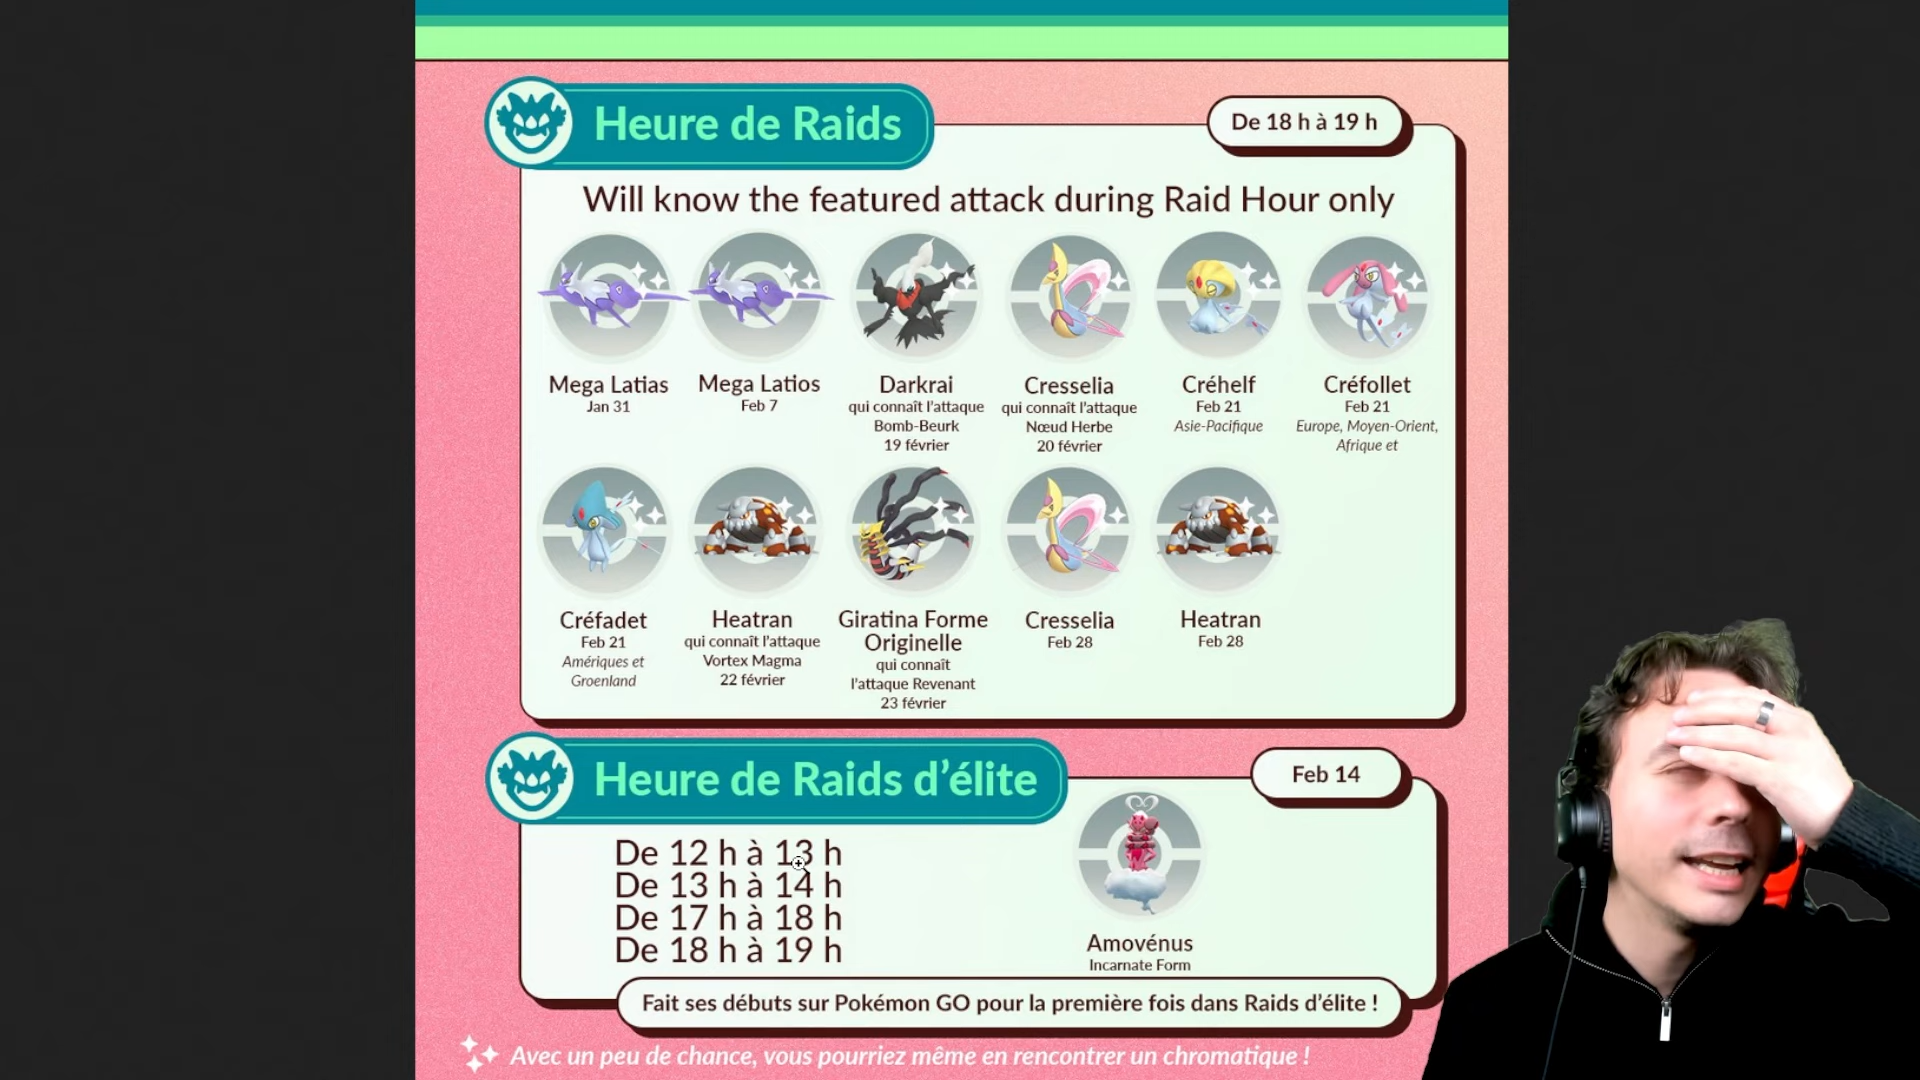 Heure de Raids
De 18 h à 19 h
Will know the featured attack during Raid Hour only
Mega Latias
Jan 31
Mega Latios
Feb 7
Darkrai
qui connaît l'attaque
Bomb-Beurk
19 février
Cresselia
qui connaît l'attaque
Nœud Herbe
20 février
Créhelf
Feb 21
Asie-Pacifique
Créfollet
Feb 21
Europe, Moyen-Orient,
Afrique et
Créfadet
Feb 21
Amériques et
Groenland
Heatran
qui connaît l'attaque
Vortex Magma
22 février
Giratina Forme
Originelle
qui connaît
l'attaque Revenant
23 février
Cresselia
Feb 28
Heatran
Feb 28
Heure de Raids d'élite
Feb 14
De 12 h à 13 h
De 13 h à 14 h
De 17 h à 18 h
De 18 h à 19 h
Amovénus
Incarnate Form
Fait ses débuts sur Pokémon GO pour la première fois dans Raids d'élite !
Avec un peu de chance, vous pourriez même en rencontrer un chromatique !